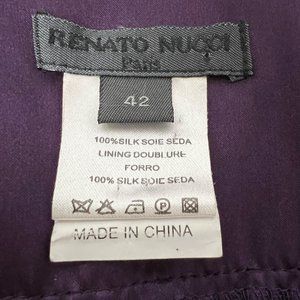 RENATO NUCCI
Paris
42
100%SILK SOIE SEDA
LINING DOUBLURE
FORRO
100% SILK SOIE SEDA
MADE IN CHINA